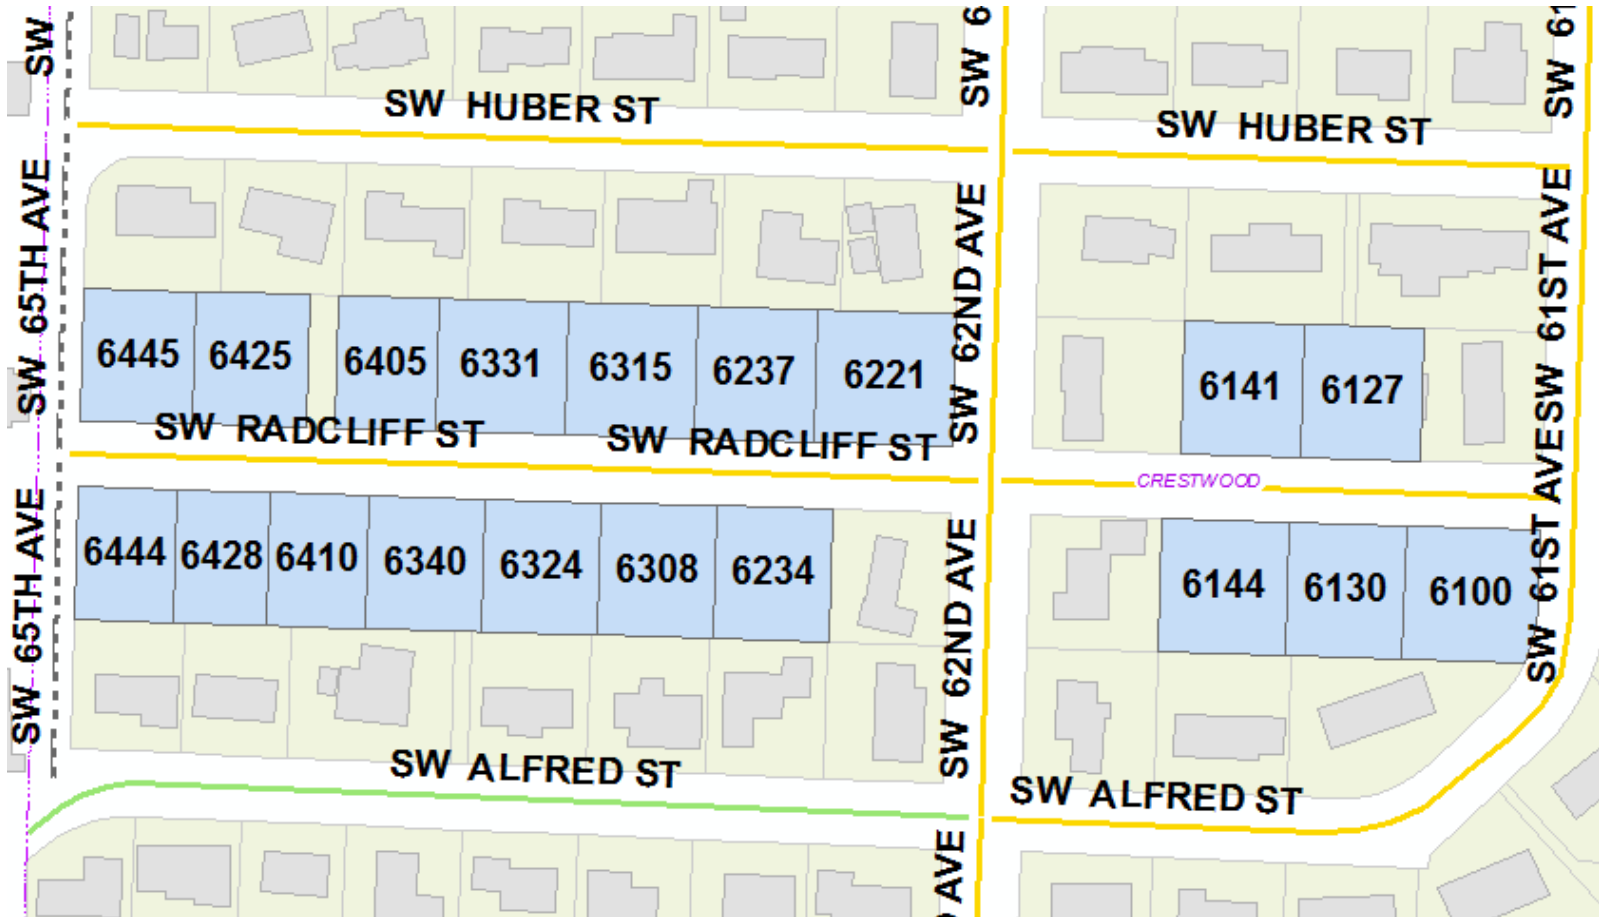 SW
SW 6
SW 61
SW HUBER ST
SW HUBER ST
SW 65TH AVE
SW 62ND AVE
SW 61ST AVE
6445 6425 6405 6331 6315 6237 6221
6141 6127
SW RADCLIFF ST
SW RADCLIFF ST
CRESTWOOD
SW 65TH AVE
SW 62ND AVE
SW 61ST AVE
6444 6428 6410 6340 6324 6308 6234
6144 6130 6100
SW 61ST AVE
SW ALFRED ST
SW ALFRED ST
AVE